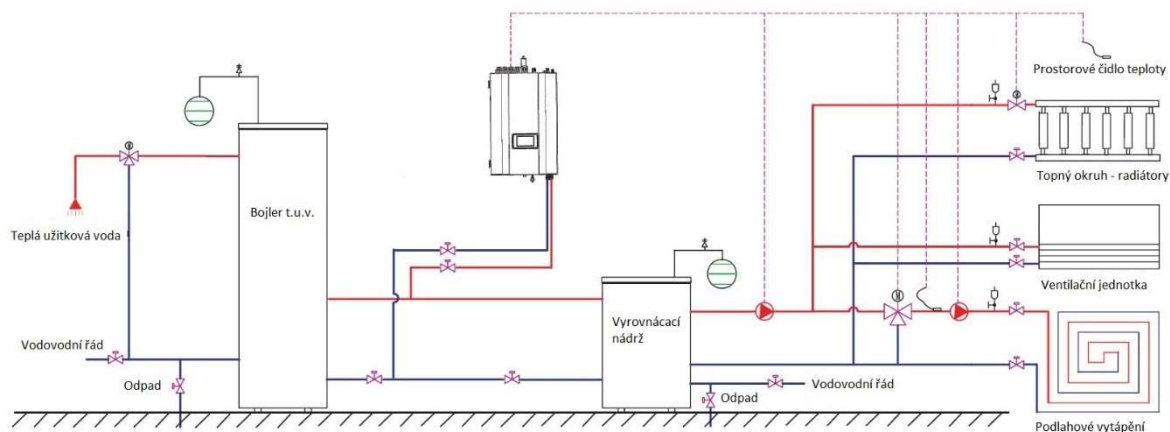 Prostorové čidlo teploty
Topný okruh - radiátory
Bojler t.u.v.
Teplá užitková voda
Ventilační jednotka
Vyrovnácací
nádrž
Vodovodní řád
Odpad
Vodovodní řád
Odpad
Podlahové vytápění